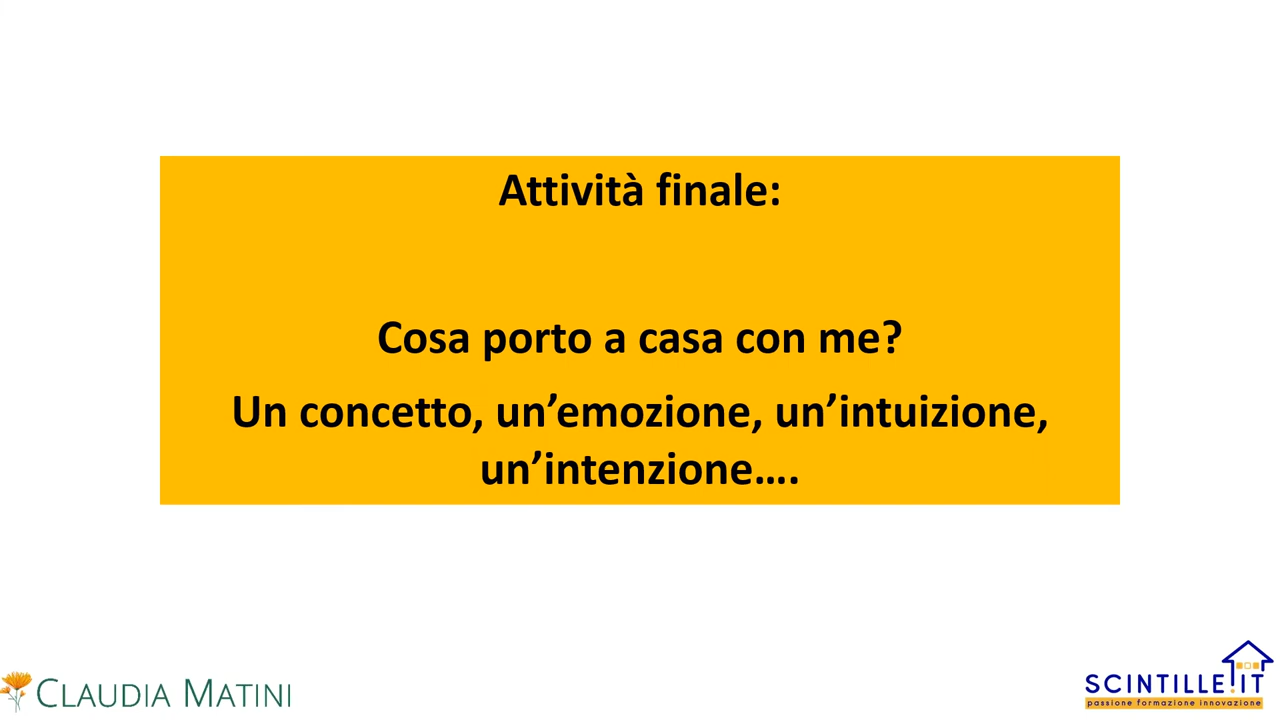 Attività finale:
Cosa porto a casa con me?
Un concetto, un’emozione, un’intuizione,
un’intenzione….
CLAUDIA MATINI
SCINTILLE.IT
passione formazione innovazione